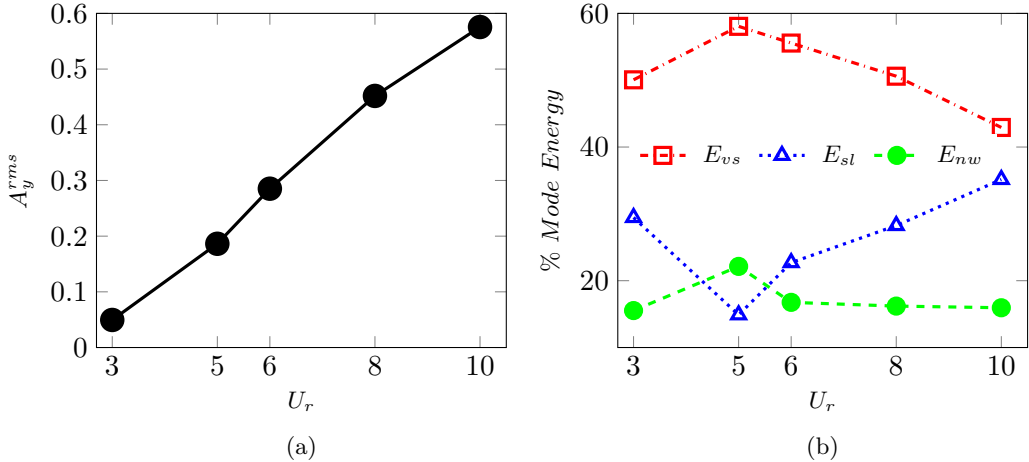 0.6
0.5
0.4
0.3
0.2
0.1
0
A_y^{rms}
3 5 6 8 10
U_r
(a)
60
40
20
% Mode Energy
E_{vs} E_{sl} E_{nw}
3 5 6 8 10
U_r
(b)